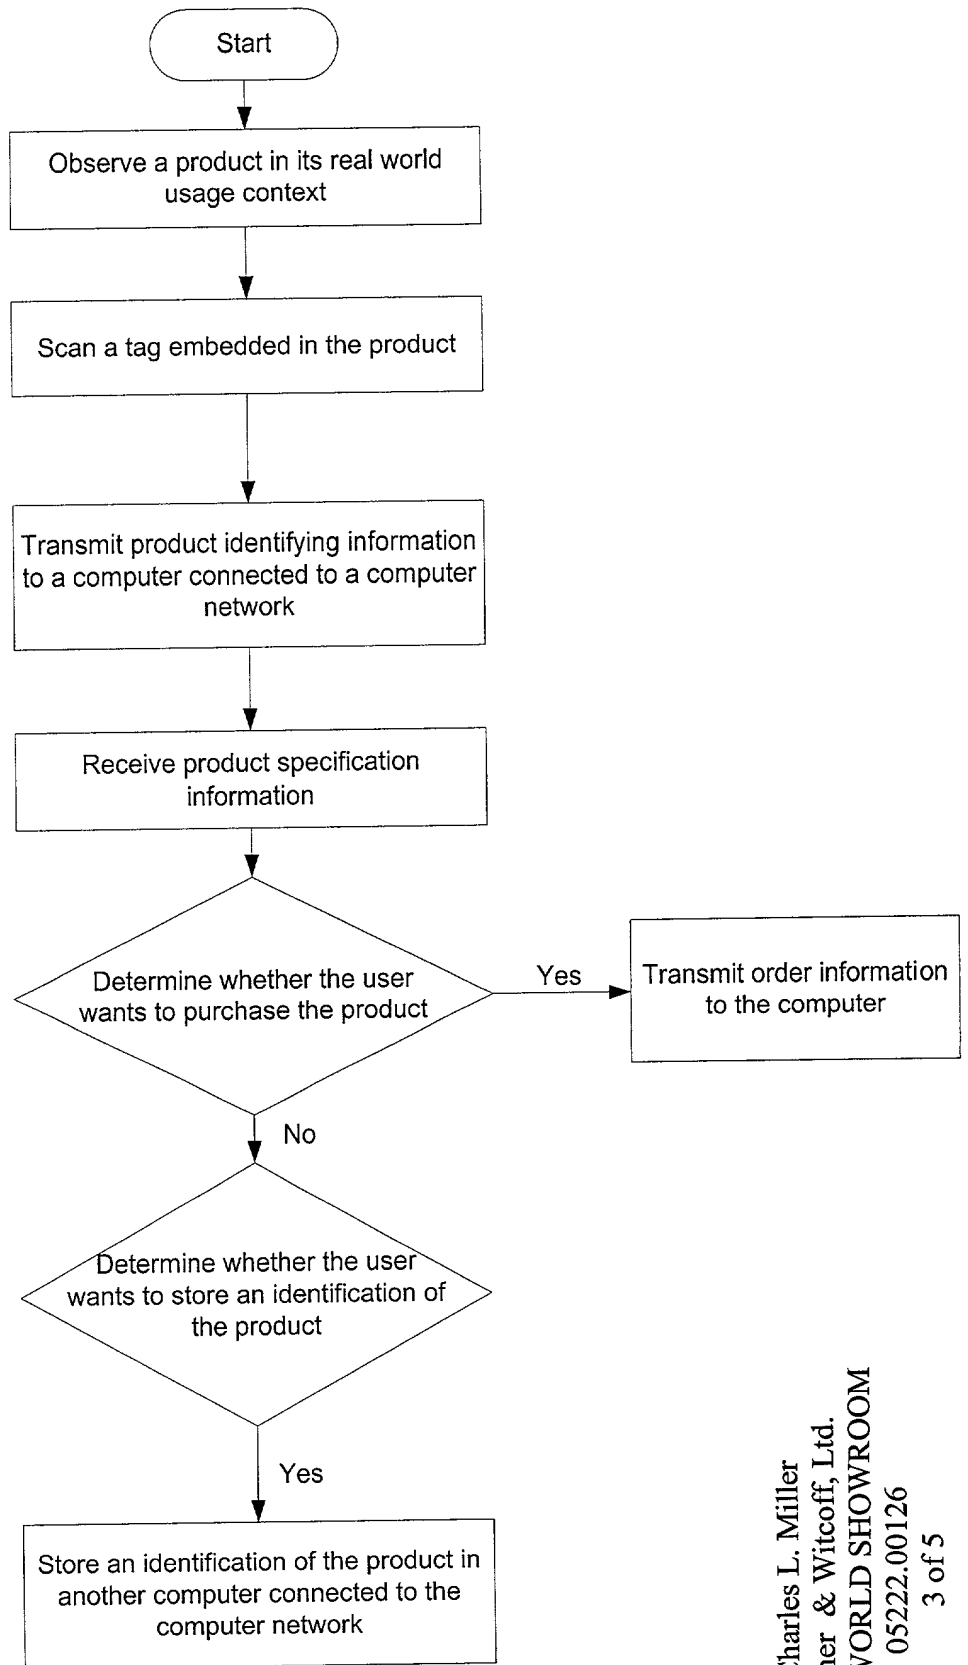 Start
Observe a product in its real world
usage context
Scan a tag embedded in the product
Transmit product identifying information
to a computer connected to a computer
network
Receive product specification
information
Determine whether the user
wants to purchase the product
Yes
Transmit order information
to the computer
No
Determine whether the user
wants to store an identification of
the product
Yes
Store an identification of the product in
another computer connected to the
computer network
Charles L. Miller
& Witcoff, Ltd.
SHOWROOM
05222.00126
3 of 5